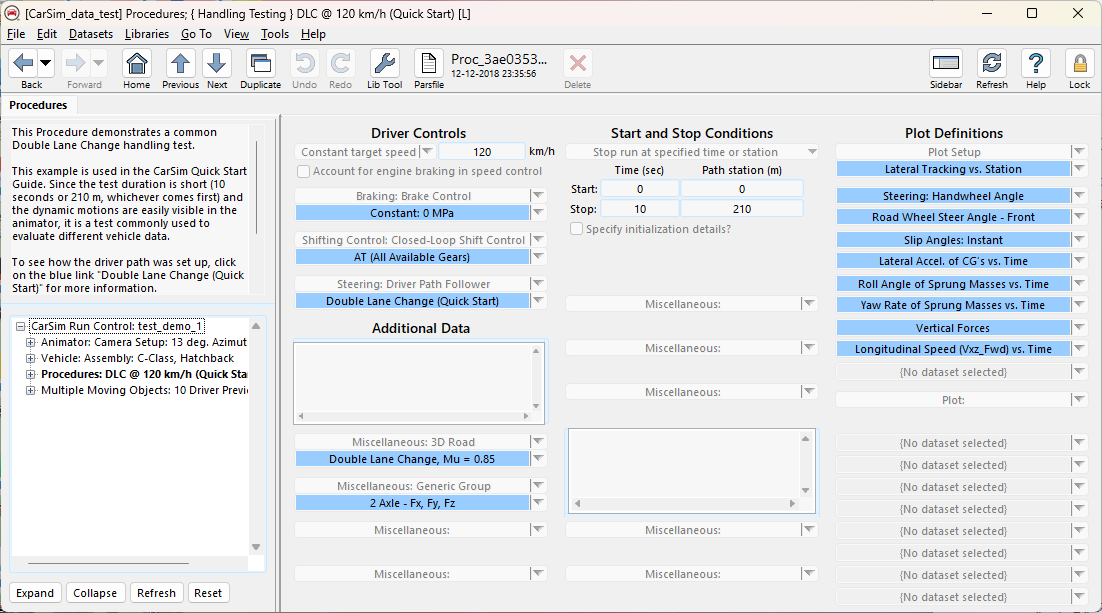 [CarSim_data_test] Procedures; { Handling Testing } DLC @ 120 km/h (Quick Start) [L]
File Edit Datasets Libraries Go To View Tools Help
Proc_3ae0353...
12-12-2018 23:35:56
Back Forward Home Previous Next Duplicate Undo Redo Lib Tool Parsfile Delete Sidebar Refresh Help Lock
Procedures
This Procedure demonstrates a common
Double Lane Change handling test.
This example is used in the CarSim Quick Start
Guide. Since the test duration is short (10
seconds or 210 m, whichever comes first) and
the dynamic motions are easily visible in the
animator, it is a test commonly used to
evaluate different vehicle data.
To see how the driver path was set up, click
on the blue link "Double Lane Change (Quick
Start)" for more information.
CarSim Run Control: test_demo_1
Animator: Camera Setup: 13 deg. Azimut
Vehicle: Assembly: C-Class, Hatchback
Procedures: DLC @ 120 km/h (Quick Sta
Multiple Moving Objects: 10 Driver Previe
Expand Collapse Refresh Reset
Driver Controls
Constant target speed 120 km/h
Account for engine braking in speed control
Braking: Brake Control
Constant: 0 MPa
Shifting Control: Closed-Loop Shift Control
AT (All Available Gears)
Steering: Driver Path Follower
Double Lane Change (Quick Start)
Additional Data
Miscellaneous: 3D Road
Double Lane Change, Mu = 0.85
Miscellaneous: Generic Group
2 Axle - Fx, Fy, Fz
Miscellaneous:
Miscellaneous:
Start and Stop Conditions
Stop run at specified time or station
Time (sec) Path station (m)
Start: 0 0
Stop: 10 210
Specify initialization details?
Miscellaneous:
Miscellaneous:
Miscellaneous:
Miscellaneous:
Miscellaneous:
Plot Definitions
Plot Setup
Lateral Tracking vs. Station
Steering: Handwheel Angle
Road Wheel Steer Angle - Front
Slip Angles: Instant
Lateral Accel. of CG's vs. Time
Roll Angle of Sprung Masses vs. Time
Yaw Rate of Sprung Masses vs. Time
Vertical Forces
Longitudinal Speed (Vxz_Fwd) vs. Time
{No dataset selected}
Plot:
{No dataset selected}
{No dataset selected}
{No dataset selected}
{No dataset selected}
{No dataset selected}
{No dataset selected}
{No dataset selected}
{No dataset selected}